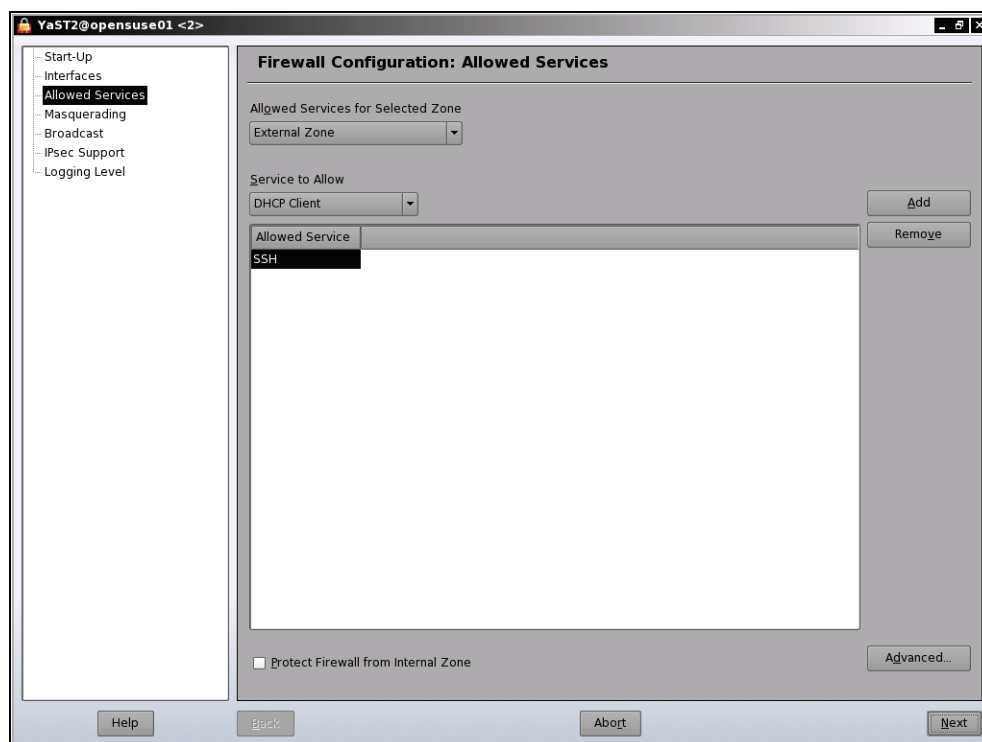 YaST2@opensuse01 <2>
Start-Up
Interfaces
Allowed Services
Masquerading
Broadcast
IPsec Support
Logging Level
Firewall Configuration: Allowed Services
Allowed Services for Selected Zone
External Zone
Service to Allow
DHCP Client
Add
Allowed Service
Remove
SSH
Protect Firewall from Internal Zone
Advanced...
Help
Back
Abort
Next